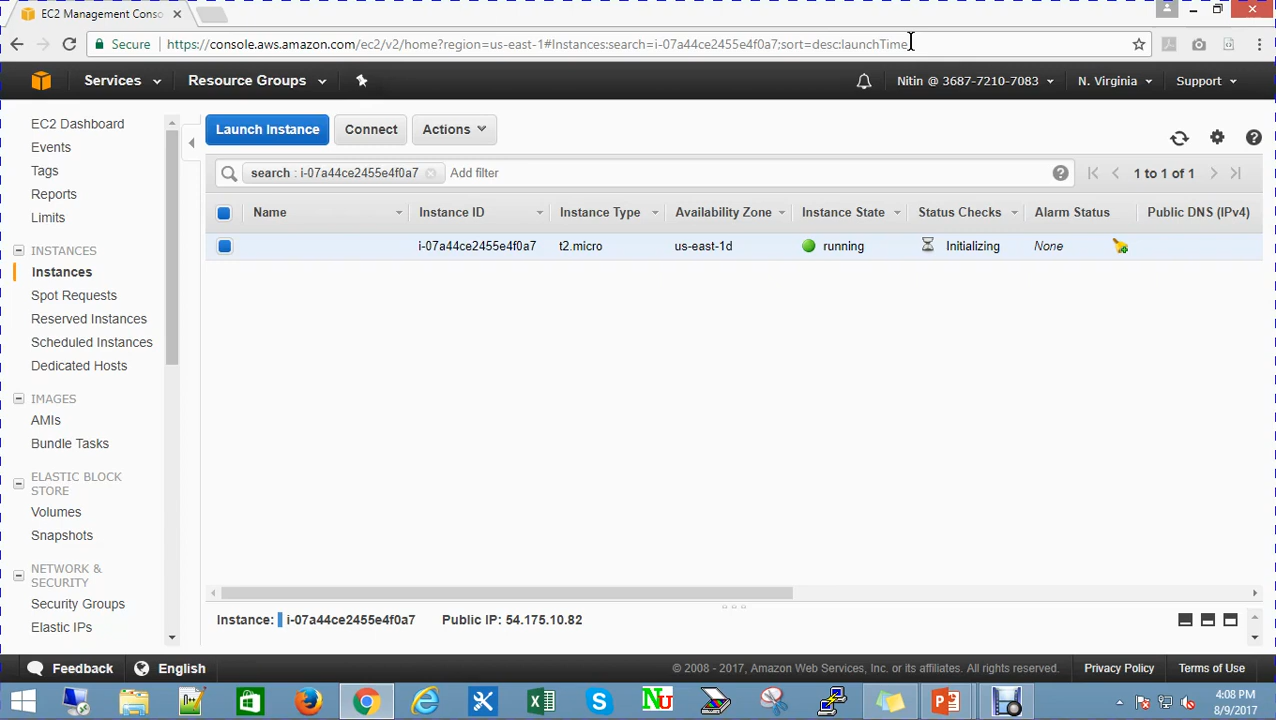 EC2 Management Conso
Secure https://console.aws.amazon.com/ec2/v2/home?region=us-east-1#Instances:search=i-07a44ce2455e4f0a7;sort=desc:launchTime
Services Resource Groups Nitin @ 3687-7210-7083 N. Virginia Support
EC2 Dashboard
Events
Tags
Reports
Limits
INSTANCES
Instances
Spot Requests
Reserved Instances
Scheduled Instances
Dedicated Hosts
IMAGES
AMIs
Bundle Tasks
ELASTIC BLOCK
STORE
Volumes
Snapshots
NETWORK &
SECURITY
Security Groups
Elastic IPs
Launch Instance Connect Actions
search : i-07a44ce2455e4f0a7 Add filter 1 to 1 of 1
Name Instance ID Instance Type Availability Zone Instance State Status Checks Alarm Status Public DNS (IPv4)
i-07a44ce2455e4f0a7 t2.micro us-east-1d running Initializing None
Instance: i-07a44ce2455e4f0a7 Public IP: 54.175.10.82
Feedback English © 2008 - 2017, Amazon Web Services, Inc. or its affiliates. All rights reserved. Privacy Policy Terms of Use
4:08 PM
8/9/2017